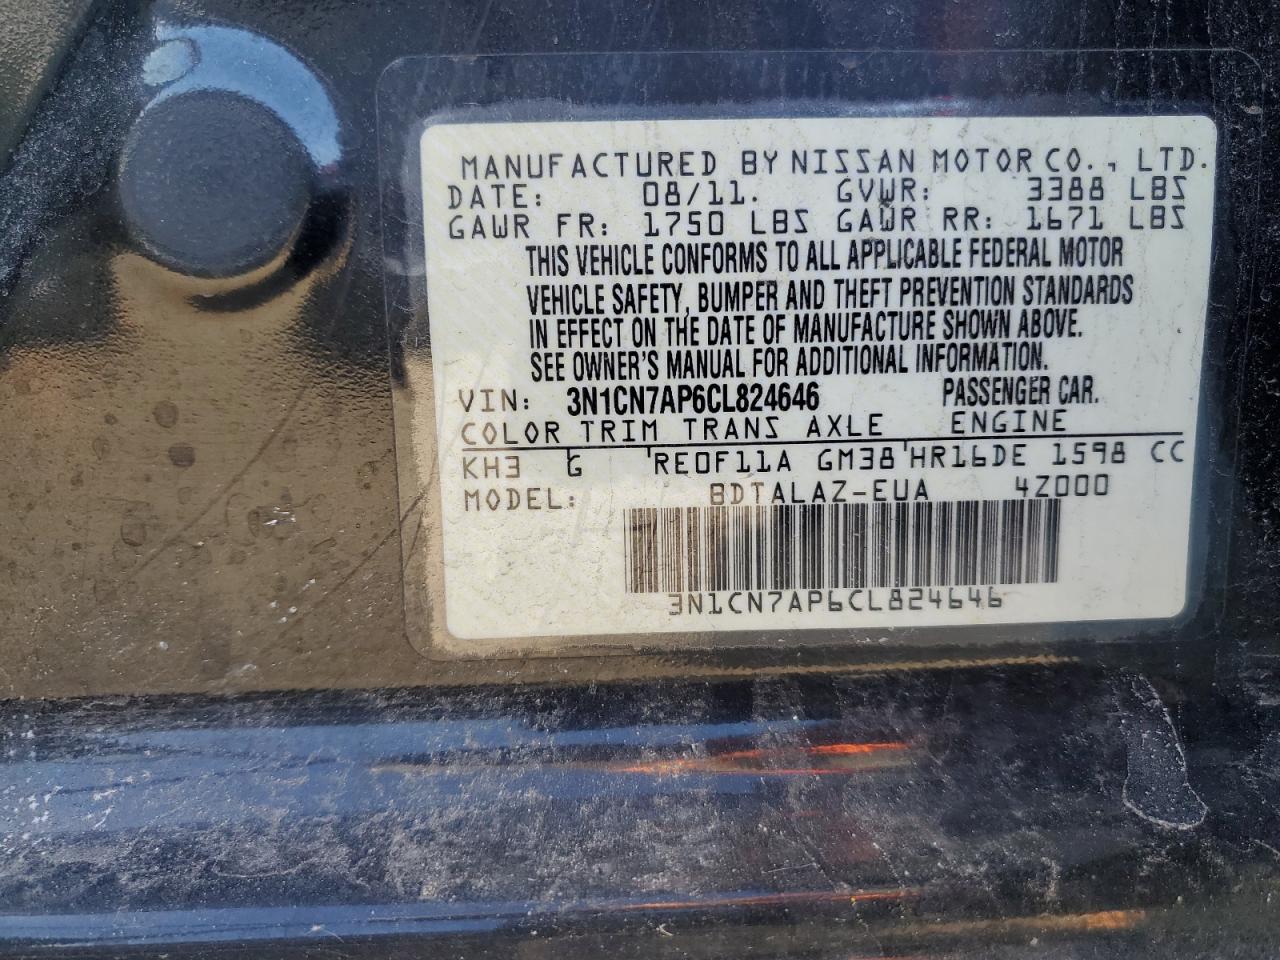 MANUFACTURED BY NISSAN MOTOR CO., LTD.
DATE: 08/11. GVWR: 3388 LBS
GAWR FR: 1750 LBS GAWR RR: 1671 LBS
THIS VEHICLE CONFORMS TO ALL APPLICABLE FEDERAL MOTOR
VEHICLE SAFETY, BUMPER AND THEFT PREVENTION STANDARDS
IN EFFECT ON THE DATE OF MANUFACTURE SHOWN ABOVE.
SEE OWNER'S MANUAL FOR ADDITIONAL INFORMATION.
VIN: 3N1CN7AP6CL824646 PASSENGER CAR.
COLOR TRIM TRANS AXLE ENGINE
KH3 G RE0F11A GM38 HR16DE 1598 CC
MODEL: BDTALAZ-EUA 4Z000
3N1CN7AP6CL824646